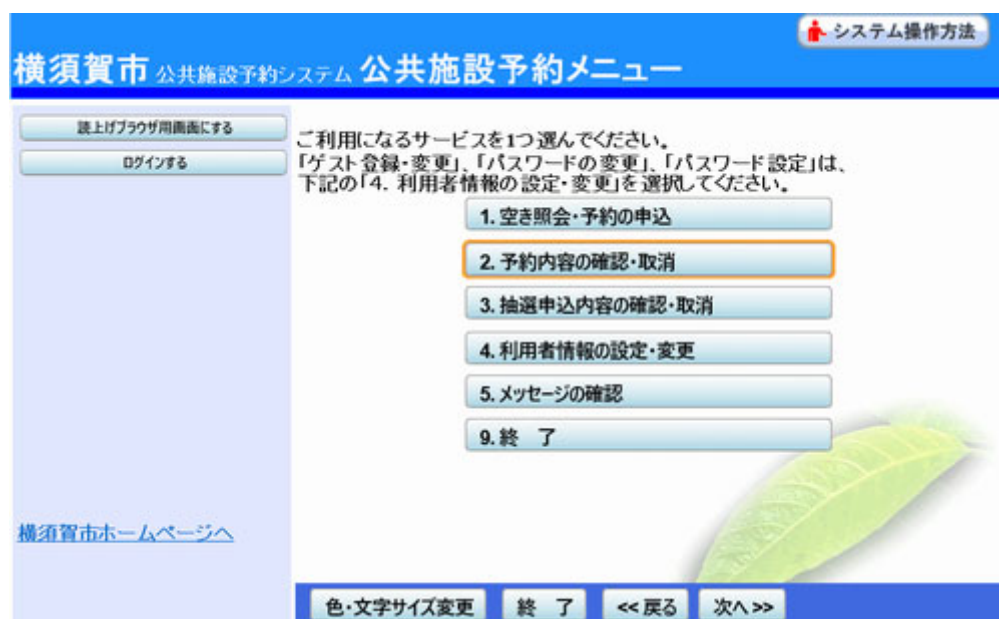 システム操作方法
横須賀市 公共施設予約システム 公共施設予約メニュー
読上げブラウザ用画面にする
ログインする
ご利用になるサービスを1つ選んでください。
「ゲスト登録・変更」、「パスワードの変更」、「パスワード設定」は、
下記の「4. 利用者情報の設定・変更」を選択してください。
1. 空き照会・予約の申込
2. 予約内容の確認・取消
3. 抽選申込内容の確認・取消
4. 利用者情報の設定・変更
5. メッセージの確認
9. 終　了
横須賀市ホームページへ
色・文字サイズ変更
終　了
<< 戻る
次へ >>